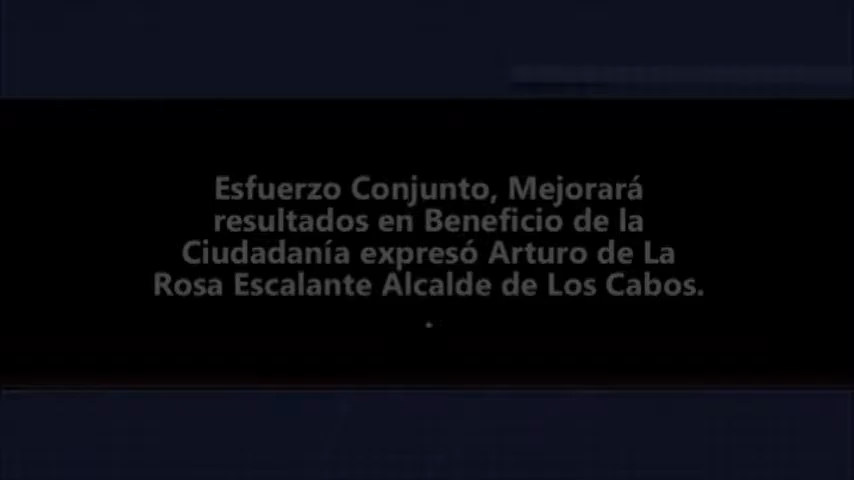 Esfuerzo Conjunto, Mejorará
resultados en Beneficio de la
Ciudadanía expresó Arturo de La
Rosa Escalante Alcalde de Los Cabos.
.